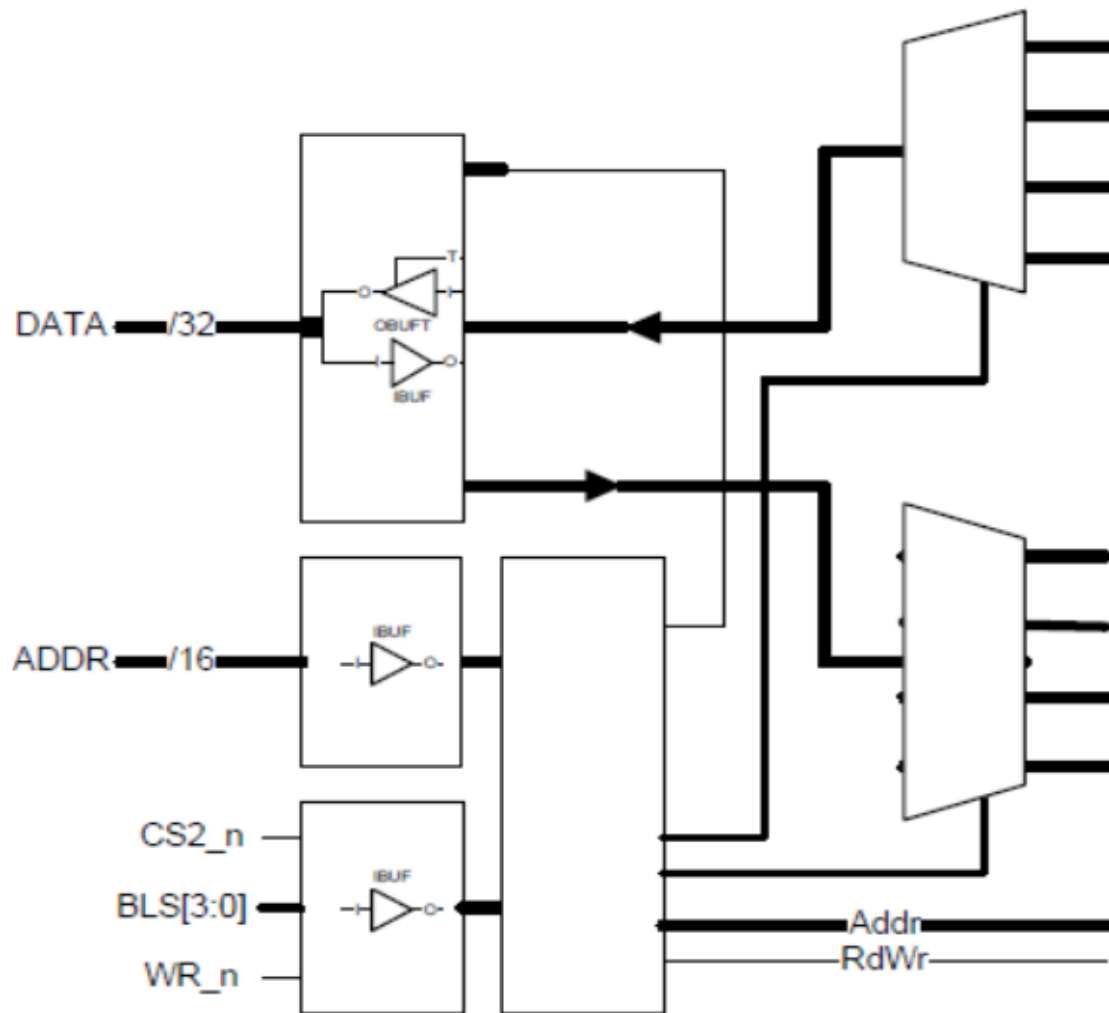 T
O
I
OBUFT
DATA /32
I
O
IBUF
IBUF
ADDR /16
I
O
CS2_n
IBUF
BLS[3:0]
I
O
Addr
RdWr
WR_n